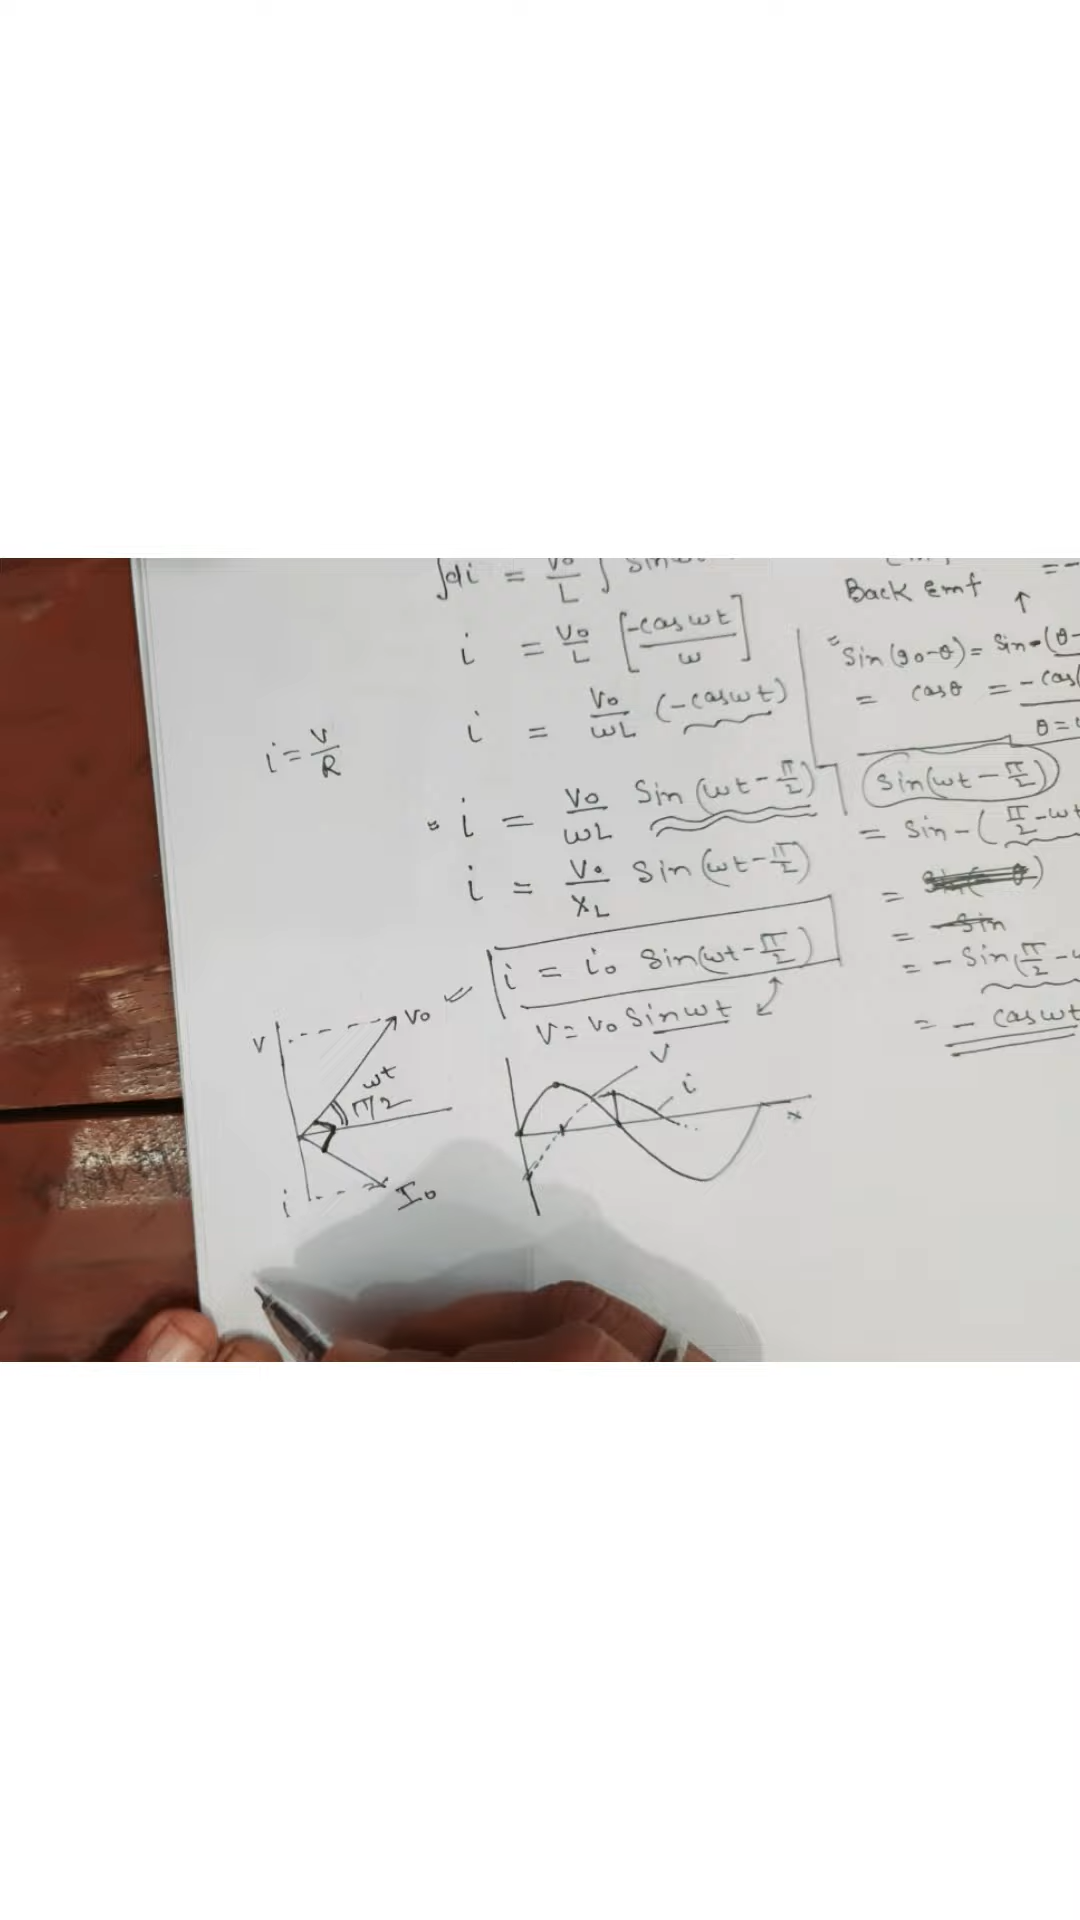 ∫di = V₀/L ∫ sinω
i = V₀/L [-cosωt/ω]
i = V₀/ωL (-cosωt)
i = V/R
i = V₀/ωL Sin(ωt-π/2)
i = V₀/XL Sin(ωt-π/2)
i = i₀ Sin(ωt-π/2)
V = V₀ Sinωt
Back Emf = -
Sin(90-θ) = Sin-(θ-
= cosθ = -cos(
θ =
Sin(ωt-π/2)
= Sin-(π/2-ωt
=
= -Sin
= -Sin(π/2-
= - cosωt
V
V₀
ωt
π/2
i
I₀
V
i
x